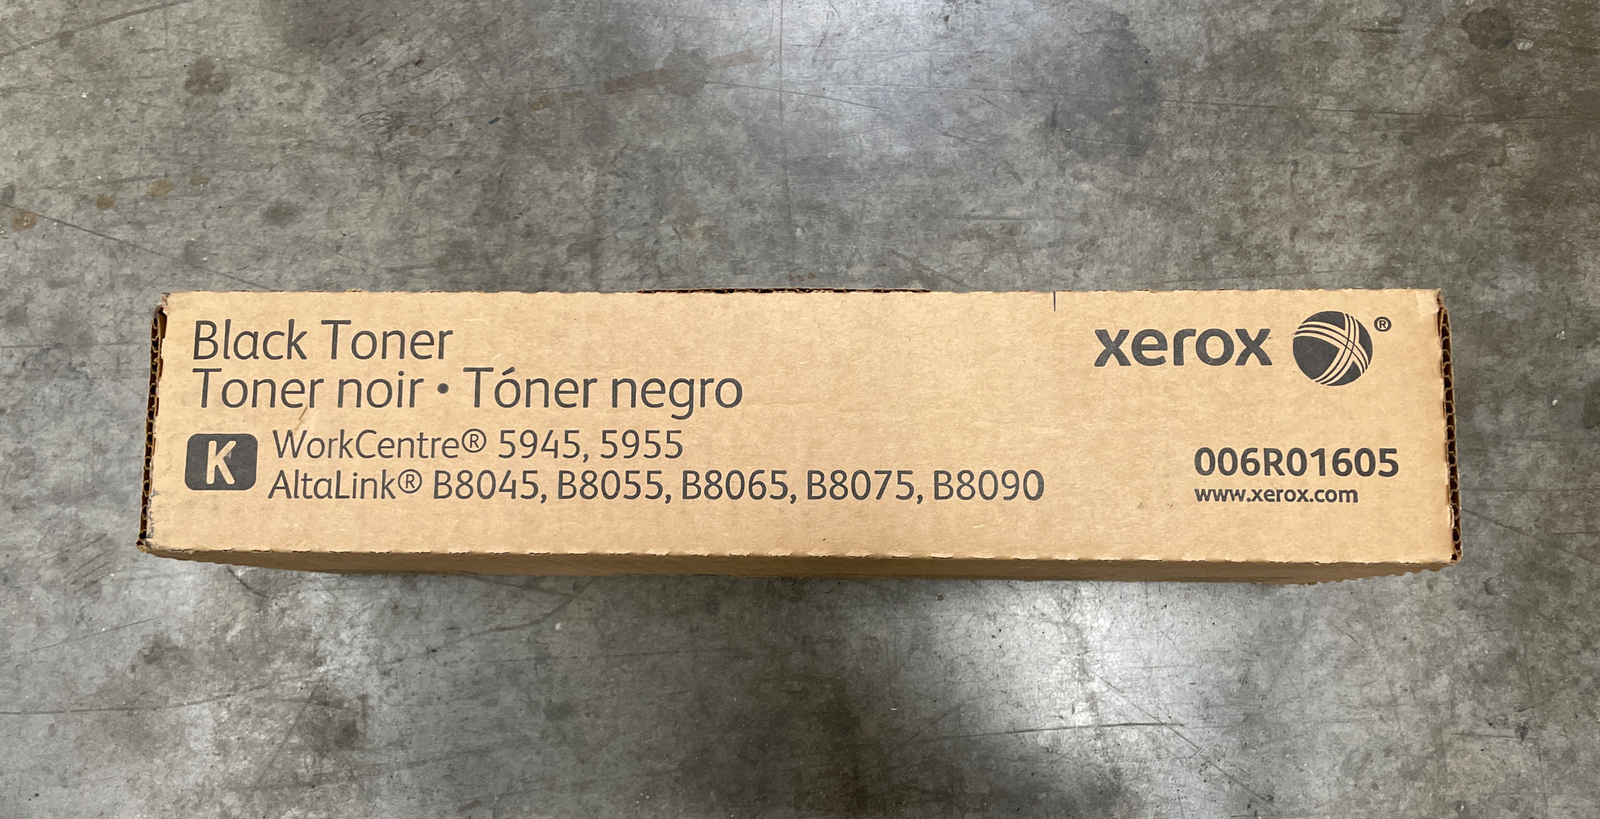 Black Toner
Toner noir • Tóner negro
K
WorkCentre® 5945, 5955
AltaLink® B8045, B8055, B8065, B8075, B8090
xerox ®
006R01605
www.xerox.com